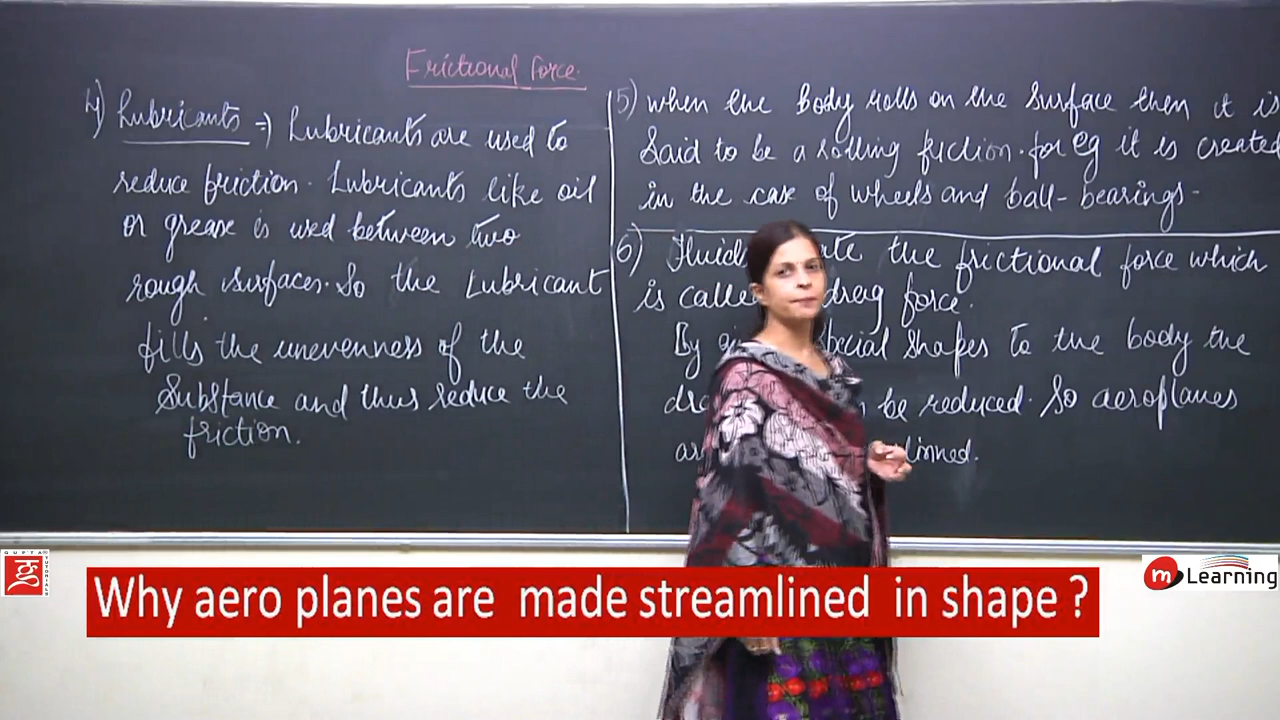 Frictional force.
4) Lubricants => Lubricants are used to
reduce friction. Lubricants like oil
or grease is used between two
rough surfaces. So the Lubricant
fills the unevenness of the
Substance and thus reduce the
friction.
5) when the body rolls on the surface then it is
Said to be a rolling friction. for eg it is created
in the case of wheels and ball-bearings-
6) Fluids the frictional force which
is drag force.
By shapes to the body the
be reduced. So aeroplanes
GUPTA TUTORIALS
m Learning
Why aero planes are made streamlined in shape ?